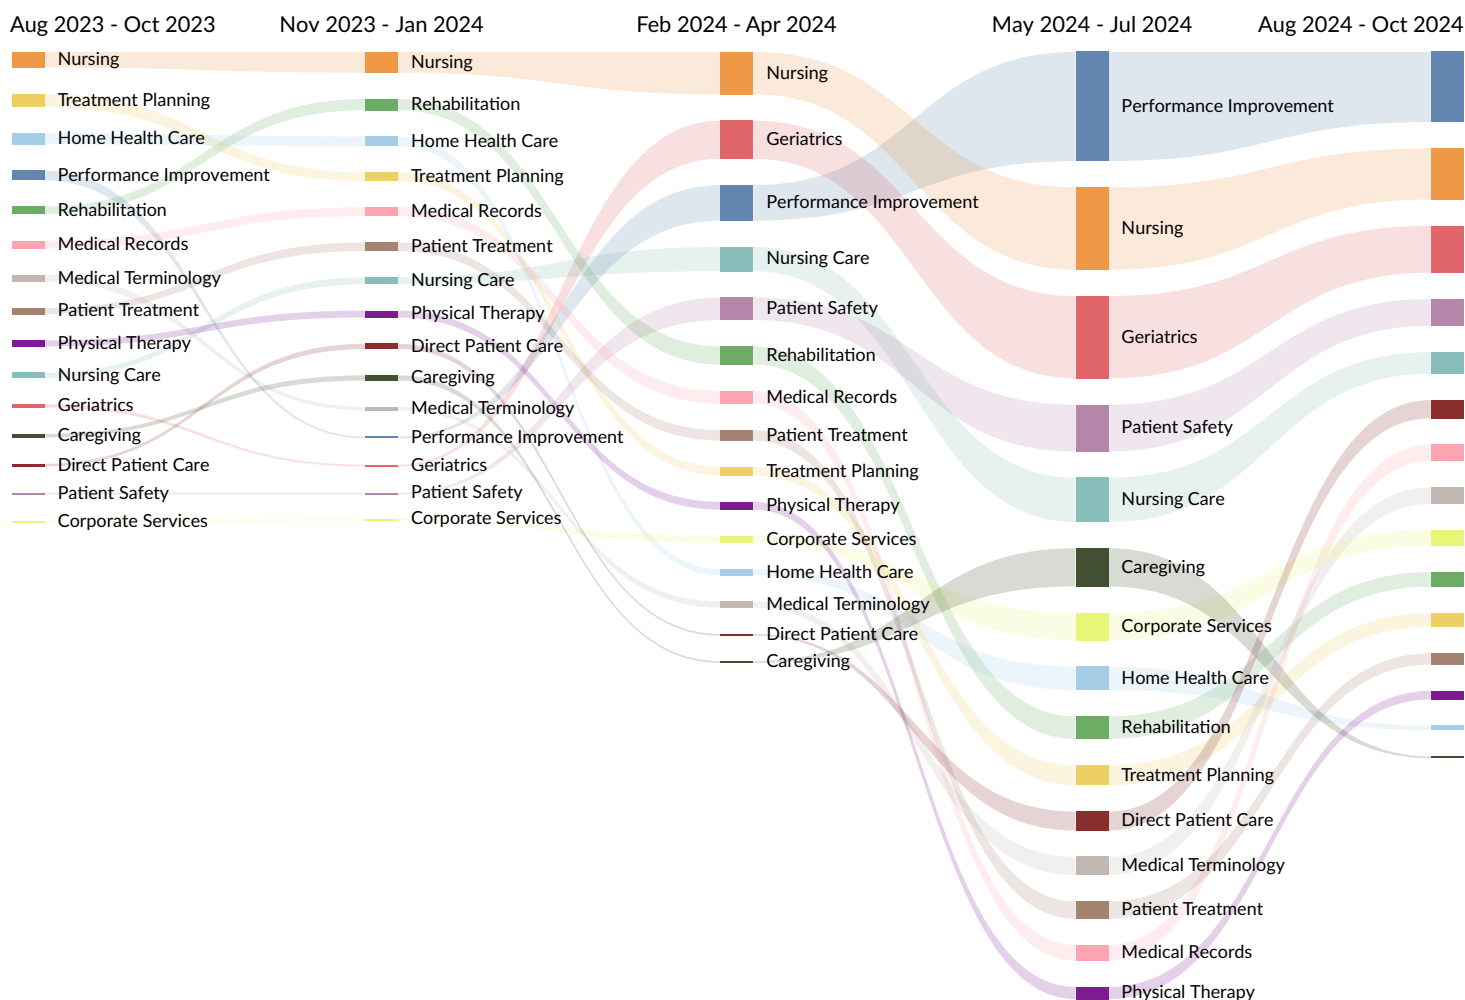 Aug 2023 - Oct 2023
Nov 2023 - Jan 2024
Feb 2024 - Apr 2024
May 2024 - Jul 2024
Aug 2024 - Oct 2024
Nursing
Treatment Planning
Home Health Care
Performance Improvement
Rehabilitation
Medical Records
Medical Terminology
Patient Treatment
Physical Therapy
Nursing Care
Geriatrics
Caregiving
Direct Patient Care
Patient Safety
Corporate Services
Nursing
Rehabilitation
Home Health Care
Treatment Planning
Medical Records
Patient Treatment
Nursing Care
Physical Therapy
Direct Patient Care
Caregiving
Medical Terminology
Performance Improvement
Geriatrics
Patient Safety
Corporate Services
Nursing
Geriatrics
Performance Improvement
Nursing Care
Patient Safety
Rehabilitation
Medical Records
Patient Treatment
Treatment Planning
Physical Therapy
Corporate Services
Home Health Care
Medical Terminology
Direct Patient Care
Caregiving
Performance Improvement
Nursing
Geriatrics
Patient Safety
Nursing Care
Caregiving
Corporate Services
Home Health Care
Rehabilitation
Treatment Planning
Direct Patient Care
Medical Terminology
Patient Treatment
Medical Records
Physical Therapy